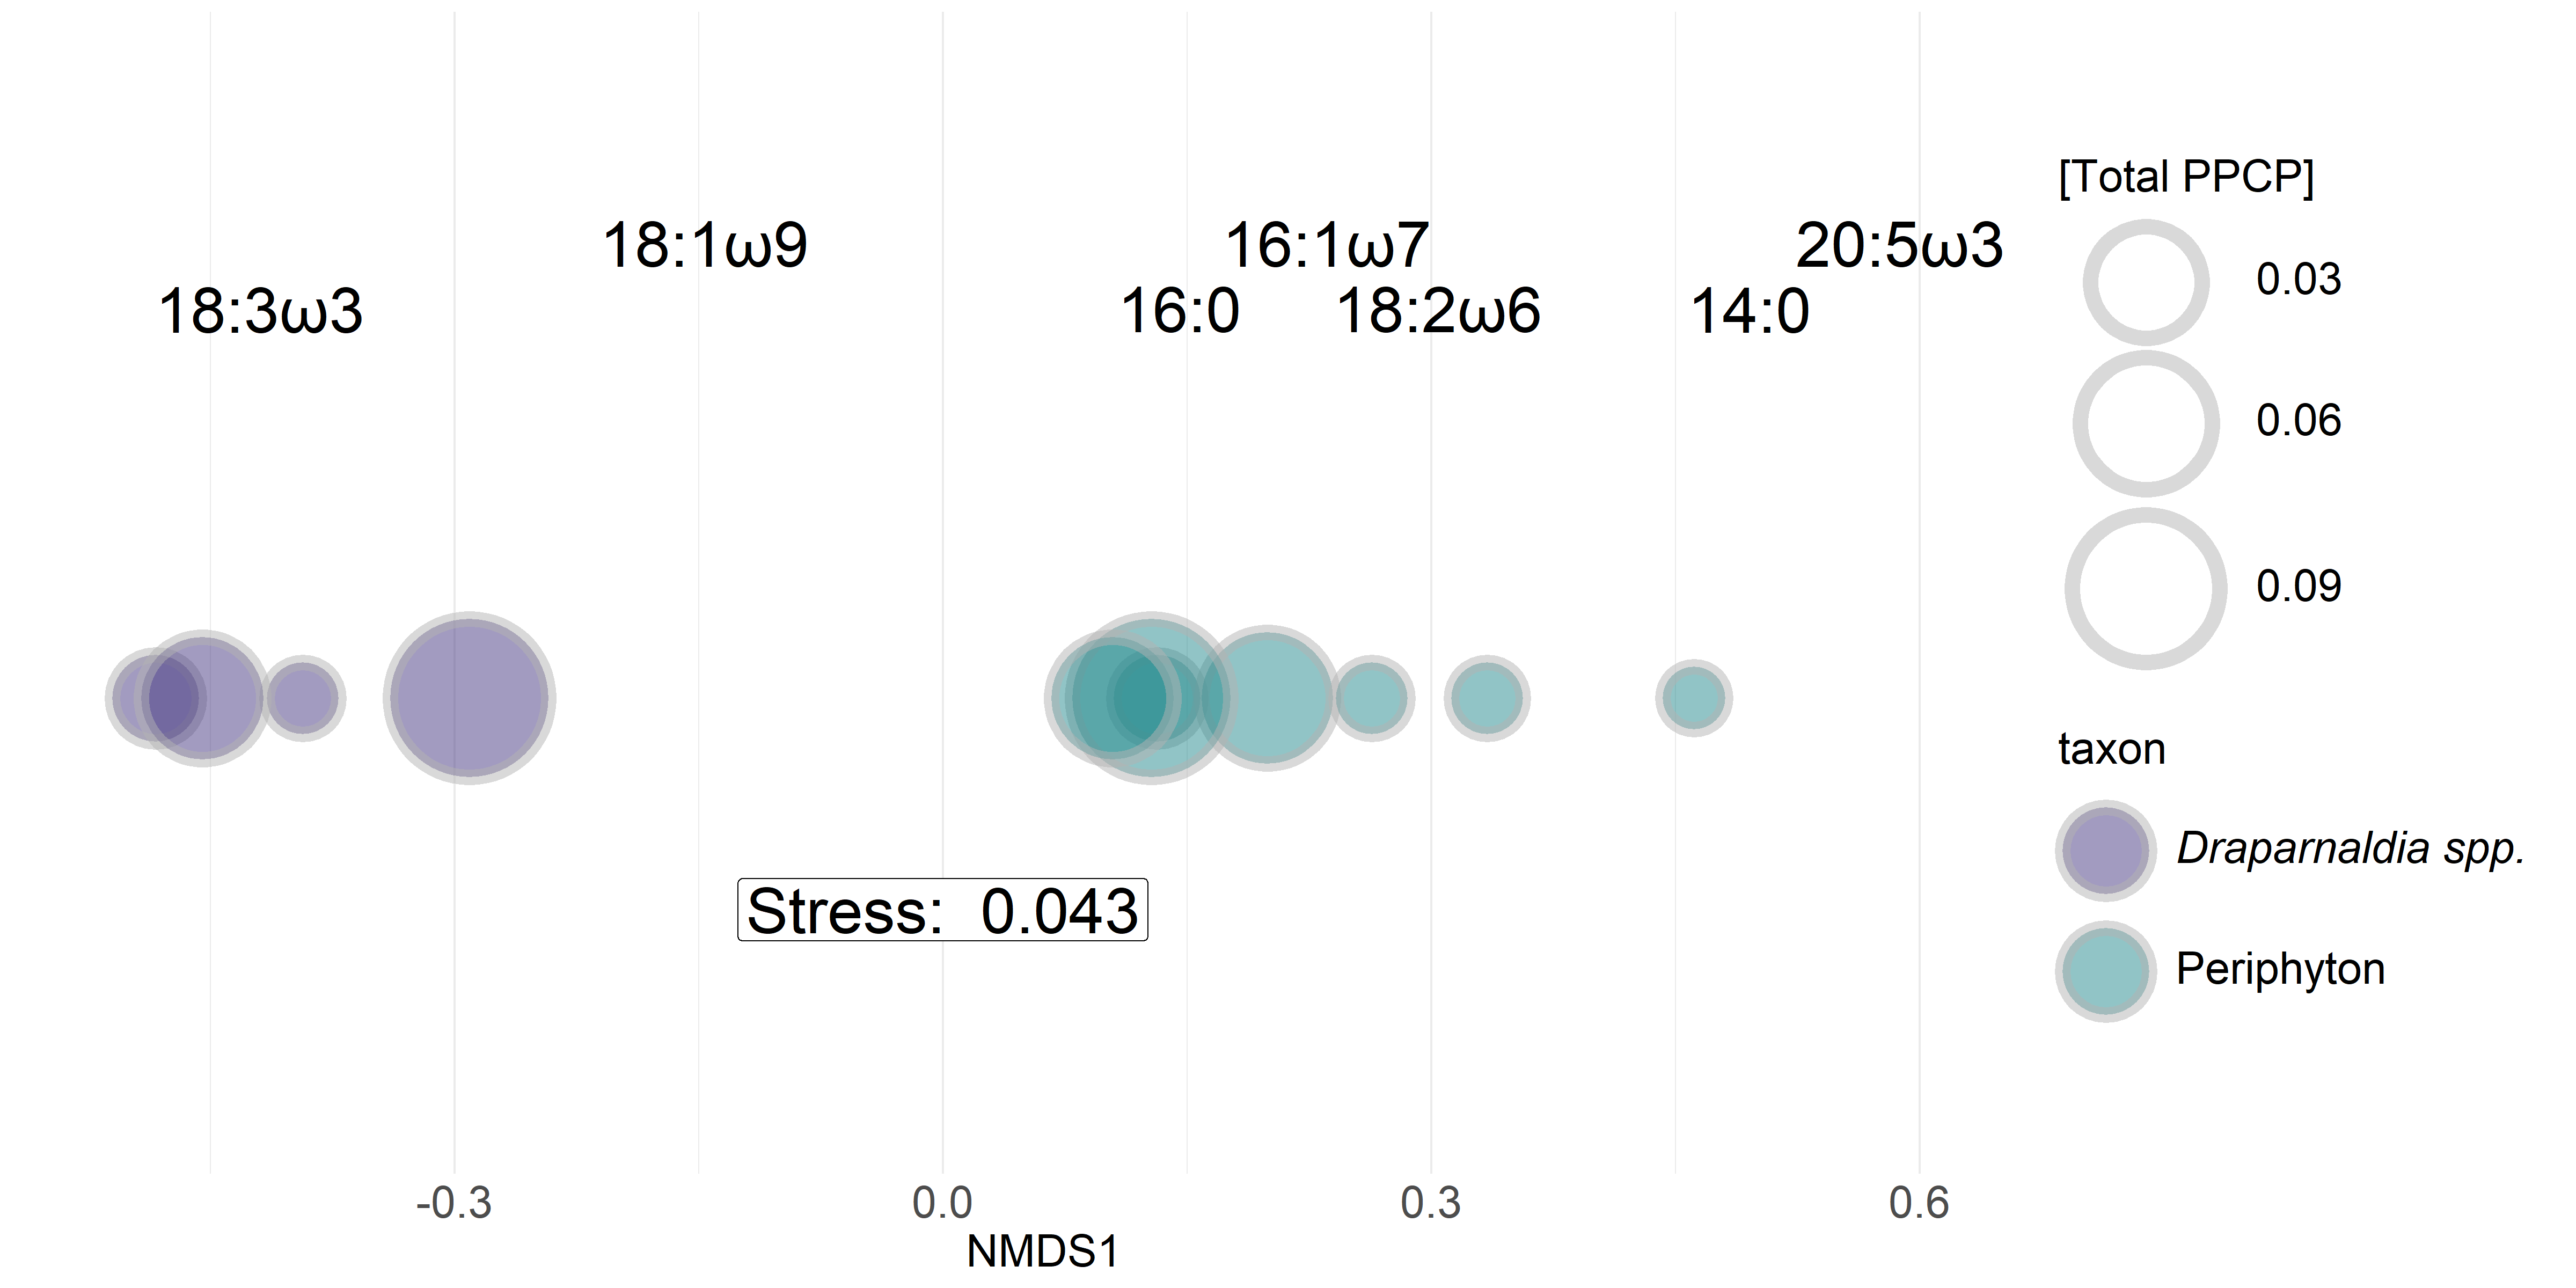 18:1ω9
16:1ω7
20:5ω3
18:3ω3
16:0
18:2ω6
14:0
Stress:  0.043
-0.3
0.0
0.3
0.6
NMDS1
[Total PPCP]
0.03
0.06
0.09
taxon
Draparnaldia spp.
Periphyton